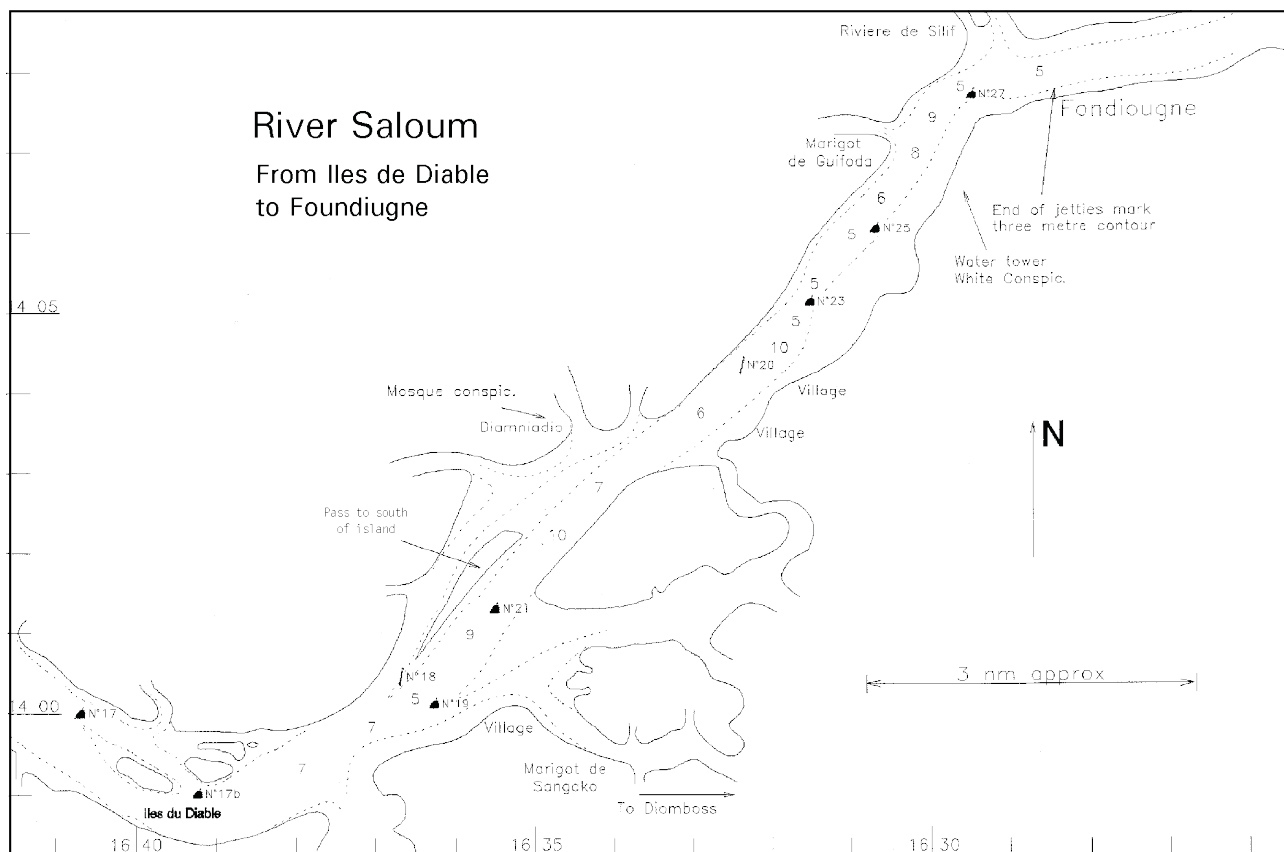 Riviere de Silif
5
5
N°27
Fondiougne
River Saloum
From Iles de Diable
to Foundiugne
9
Marigot
de Guifoda
8
6
End of jetties mark
three metre contour
5
N°25
Water tower
White Conspic.
14 05
5
N°23
5
10
N°20
Mosque conspic.
Village
Diamniadio
6
Village
N
7
Pass to south
of island
10
N°21
9
3 nm approx
N°18
5
N°19
14 00
N°17
7
Village
7
Marigot de
Sangako
N°17b
To Diamboss
Iles du Diable
16 40
16 35
16 30